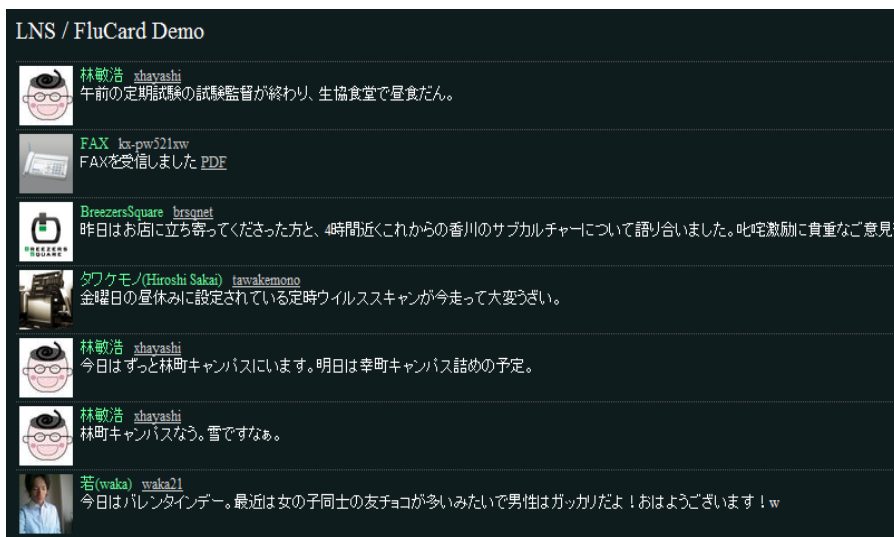 LNS / FluCard Demo
林敏浩 xhayashi
午前の定期試験の試験監督が終わり、生協食堂で昼食だん。
FAX kx-pw521xw
FAXを受信しました PDF
BreezersSquare brsqnet
昨日はお店に立ち寄ってくださった方と、4時間近くこれからの香川のサブカルチャーについて語り合いました。叱咤激励に貴重なご意見
BREEZERS
SQUARE
タワケモノ(Hiroshi Sakai) tawakemono
金曜日の昼休みに設定されている定時ウイルススキャンが今走って大変うざい。
林敏浩 xhayashi
今日はずっと林町キャンパスにいます。明日は幸町キャンパス詰めの予定。
林敏浩 xhayashi
林町キャンパスなう。雪ですなぁ。
若(waka) waka21
今日はバレンタインデー。最近は女の子同士の友チョコが多いみたいで男性はガッカリだよ！おはようございます！w